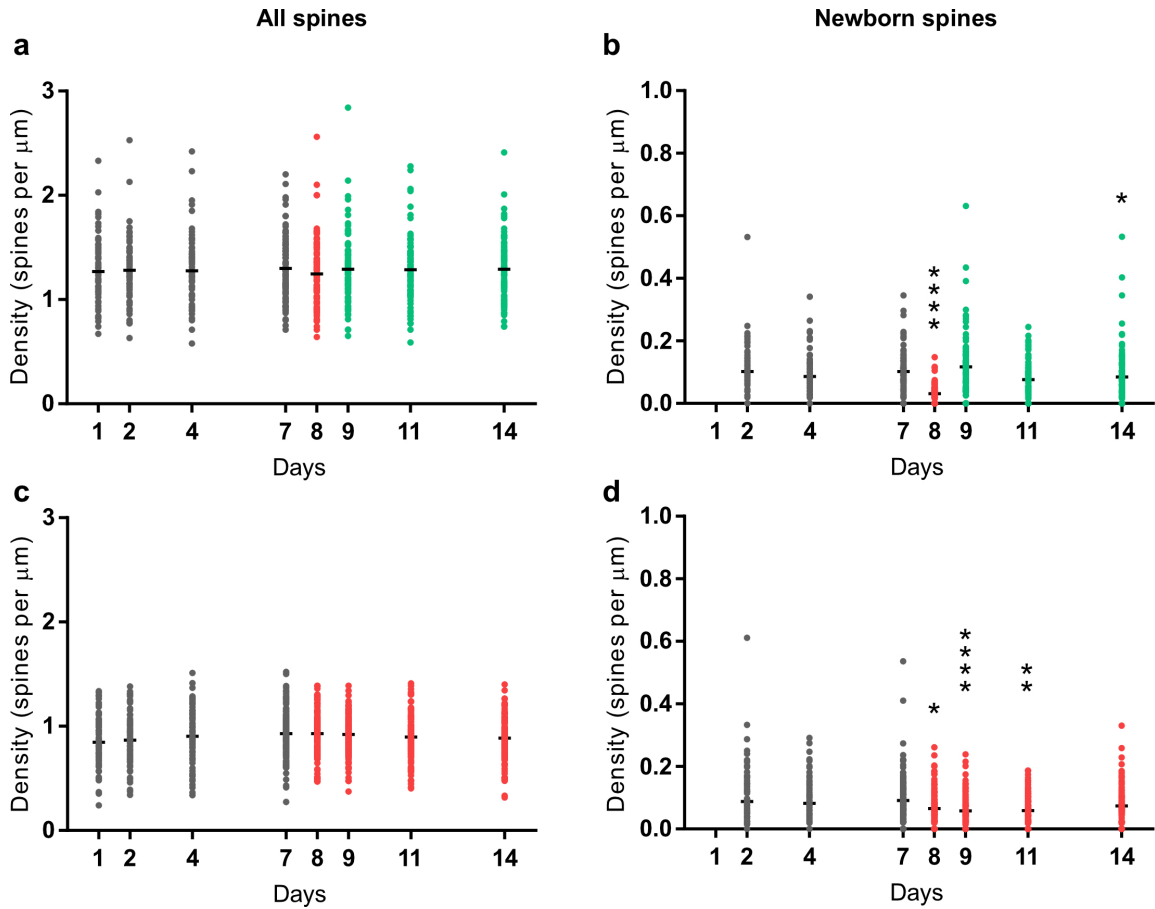 All spines
Newborn spines
a
b
Density (spines per μm)
3
2
1
0
1 2 4 7 8 9 11 14
Days
Density (spines per μm)
1.0
0.8
0.6
0.4
0.2
0.0
****
*
1 2 4 7 8 9 11 14
Days
c
d
Density (spines per μm)
3
2
1
0
1 2 4 7 8 9 11 14
Days
Density (spines per μm)
1.0
0.8
0.6
0.4
0.2
0.0
*
****
**
1 2 4 7 8 9 11 14
Days